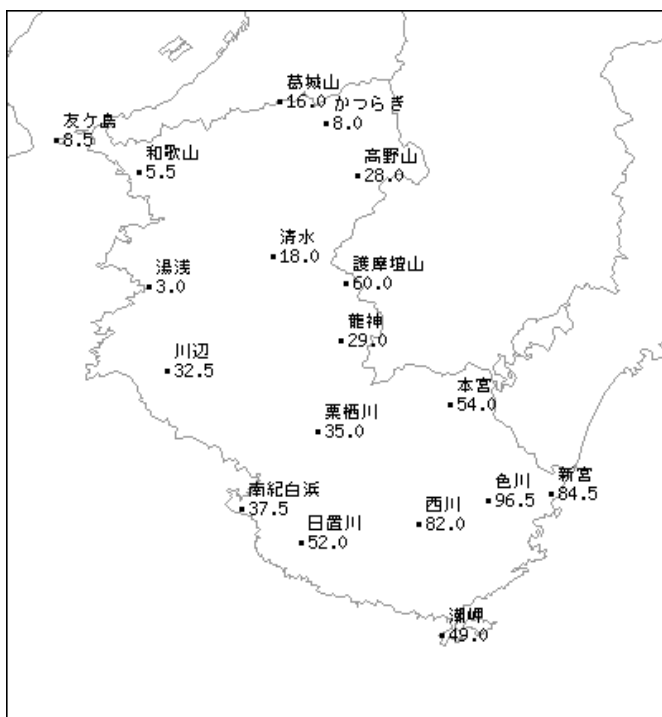 葛城山
16.0
かつらぎ
8.0
友ケ島
8.5
和歌山
5.5
高野山
28.0
清水
18.0
湯浅
3.0
護摩壇山
60.0
龍神
29.0
川辺
32.5
本宮
54.0
栗栖川
35.0
南紀白浜
37.5
色川
96.5
新宮
84.5
西川
82.0
日置川
52.0
潮岬
49.0